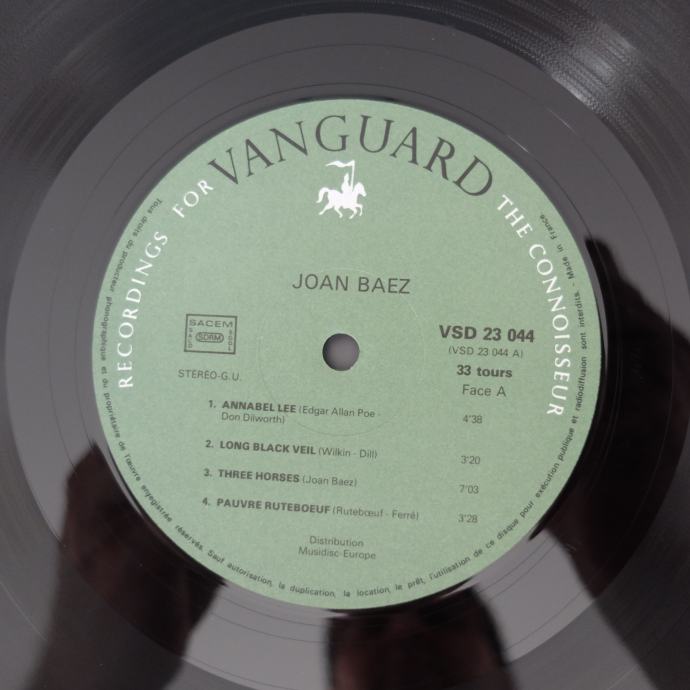 RECORDINGS FOR VANGUARD THE CONNOISSEUR
JOAN BAEZ
SACEM
SACD SDRM SGDL
STEREO-G.U.
VSD 23 044
(VSD 23 044 A)
33 tours
Face A
1. ANNABEL LEE (Edgar Allan Poe - 4'38
Don Dilworth)
2. LONG BLACK VEIL (Wilkin - Dill) 3'20
3. THREE HORSES (Joan Baez) 7'03
4. PAUVRE RUTEBOEUF (Rutebœuf - Ferré) 3'28
Distribution
Musidisc-Europe
Tous droits du producteur phonographique et du propriétaire de l'œuvre enregistrée réservés. Sauf autorisation, la duplication, la location, le prêt, l'utilisation de ce disque pour exécution publique et radiodiffusion sont interdits. Made in France